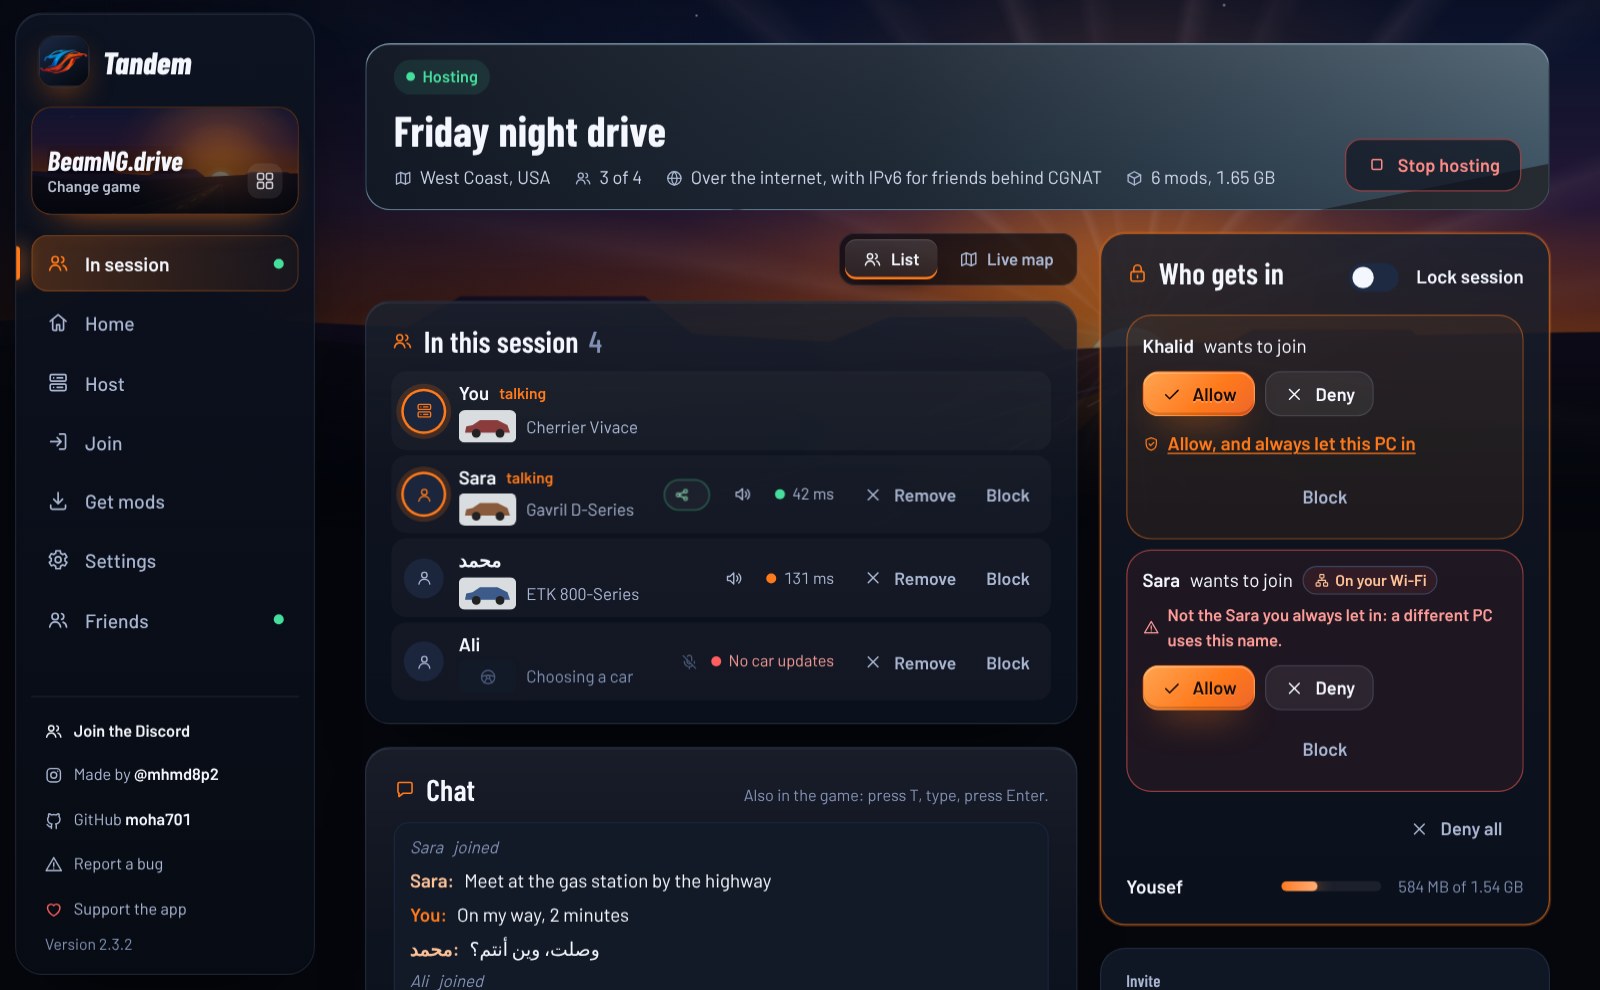 Tandem
BeamNG.drive
Change game
In session
Home
Host
Join
Get mods
Settings
Friends
Join the Discord
Made by @mhmd8p2
GitHub moha701
Report a bug
Support the app
Version 2.3.2
Hosting
Friday night drive
West Coast, USA
3 of 4
Over the internet, with IPv6 for friends behind CGNAT
6 mods, 1.65 GB
Stop hosting
List
Live map
In this session 4
You talking
Cherrier Vivace
Sara talking
Gavril D-Series
42 ms
Remove
Block
محمد
ETK 800-Series
131 ms
Remove
Block
Ali
Choosing a car
No car updates
Remove
Block
Chat
Also in the game: press T, type, press Enter.
Sara joined
Sara: Meet at the gas station by the highway
You: On my way, 2 minutes
محمد: وصلت، وين أنتم؟
Ali joined
Who gets in
Lock session
Khalid wants to join
Allow
Deny
Allow, and always let this PC in
Block
Sara wants to join
On your Wi-Fi
Not the Sara you always let in: a different PC
uses this name.
Allow
Deny
Block
Deny all
Yousef
584 MB of 1.54 GB
Invite